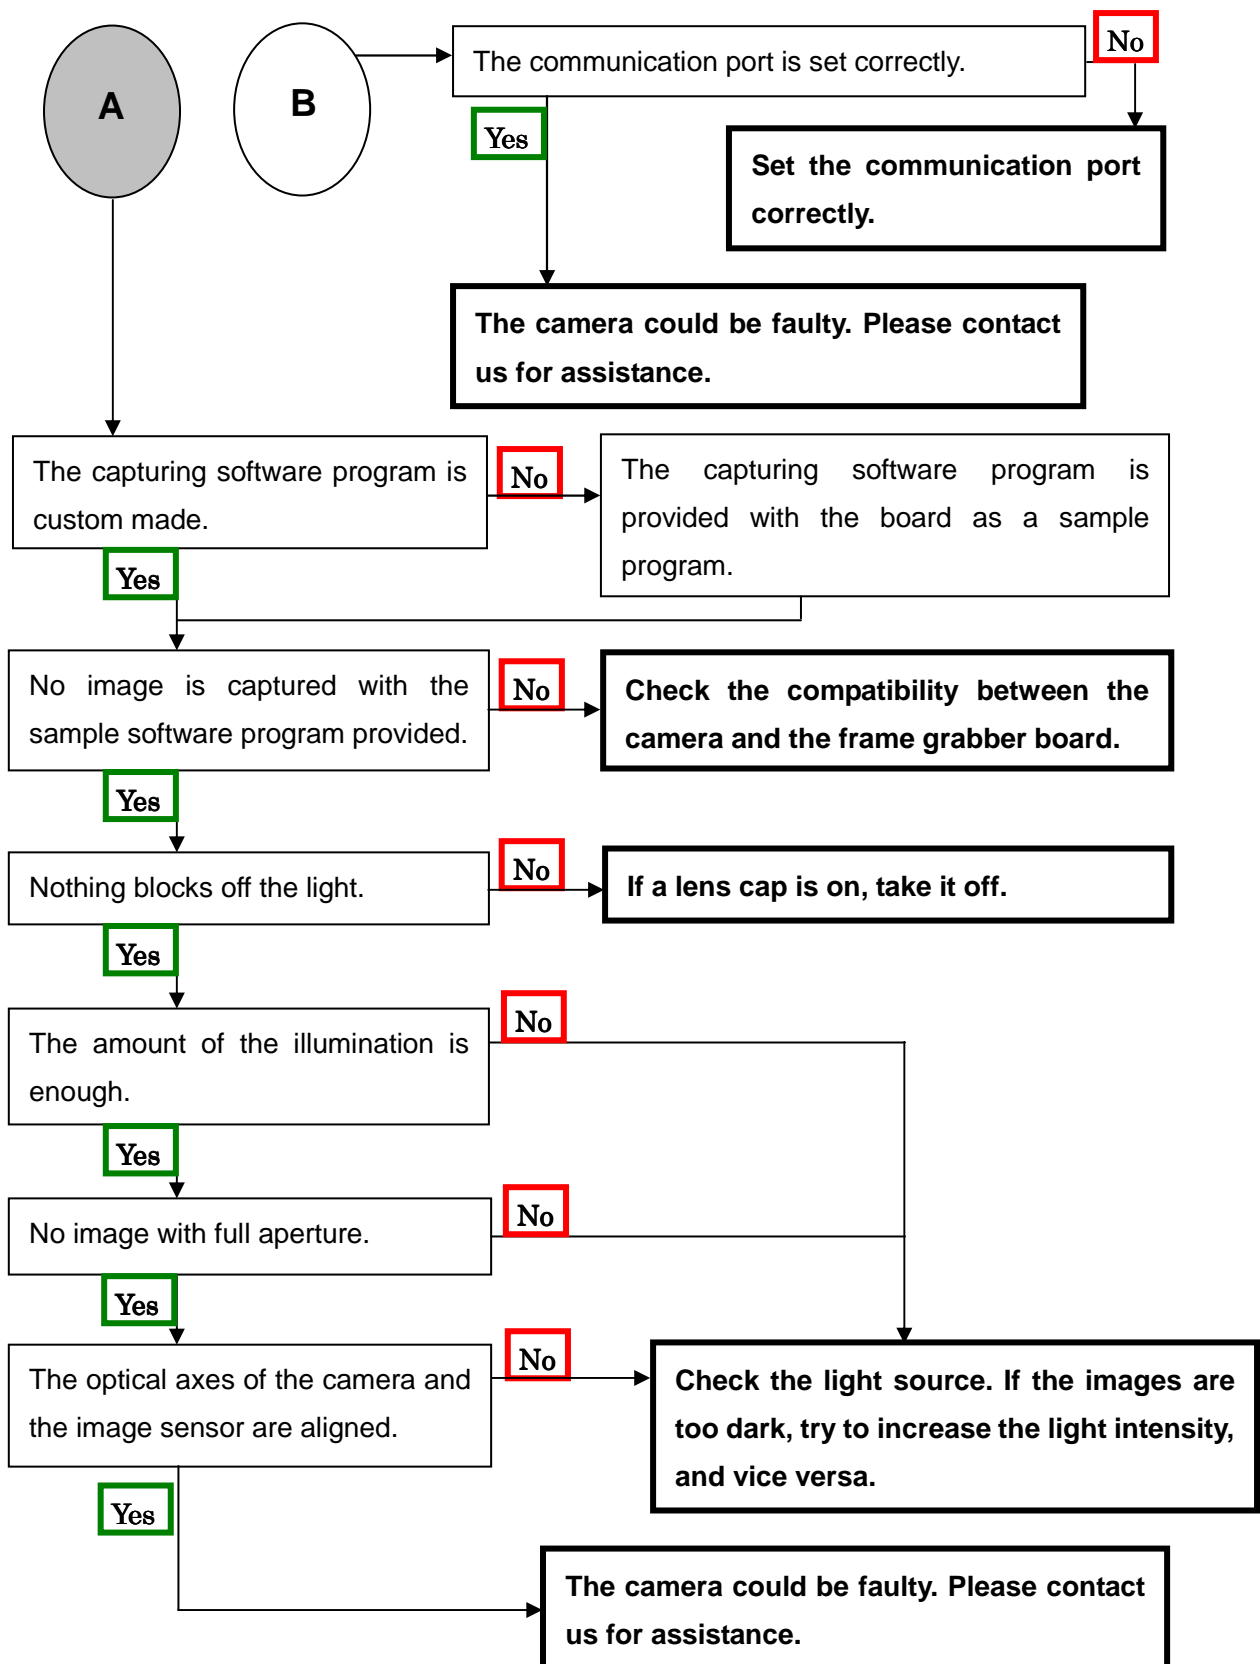 A
B
The communication port is set correctly.
No
Yes
Set the communication port
correctly.
The camera could be faulty. Please contact
us for assistance.
The capturing software program is
custom made.
No
The capturing software program is
provided with the board as a sample
program.
Yes
No image is captured with the
sample software program provided.
No
Check the compatibility between the
camera and the frame grabber board.
Yes
Nothing blocks off the light.
No
If a lens cap is on, take it off.
Yes
The amount of the illumination is
enough.
No
Yes
No image with full aperture.
No
Yes
The optical axes of the camera and
the image sensor are aligned.
No
Check the light source. If the images are
too dark, try to increase the light intensity,
and vice versa.
Yes
The camera could be faulty. Please contact
us for assistance.